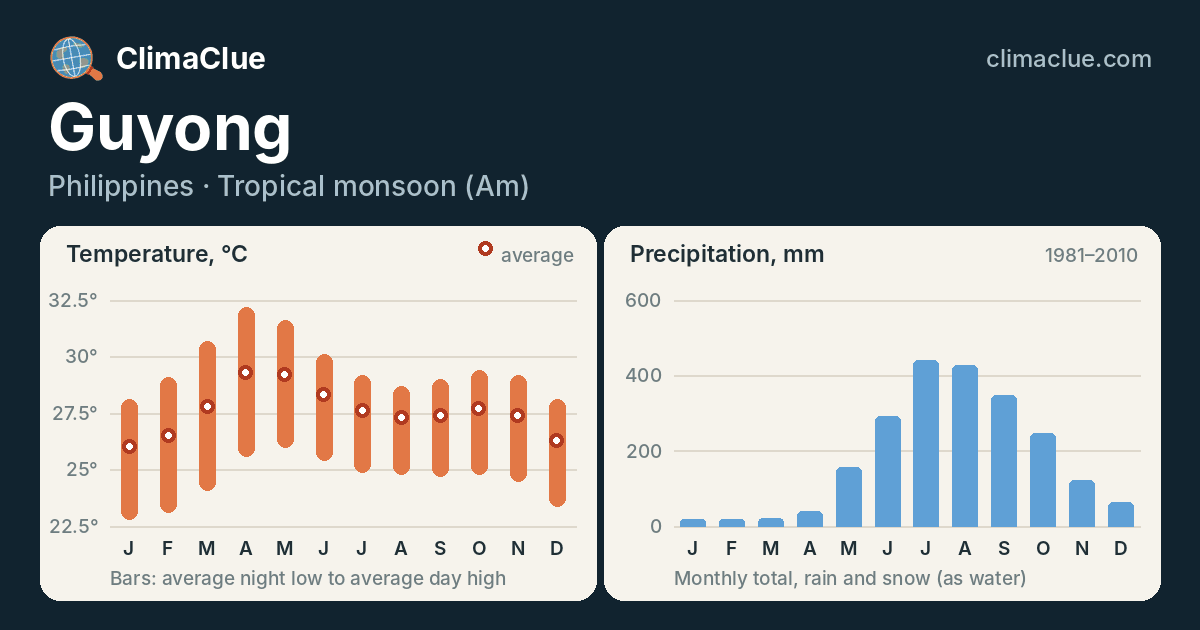 ClimaClue
climaclue.com
Guyong
Philippines · Tropical monsoon (Am)
Temperature, °C
average
32.5°
30°
27.5°
25°
22.5°
J F M A M J J A S O N D
Bars: average night low to average day high
Precipitation, mm
1981–2010
600
400
200
0
J F M A M J J A S O N D
Monthly total, rain and snow (as water)